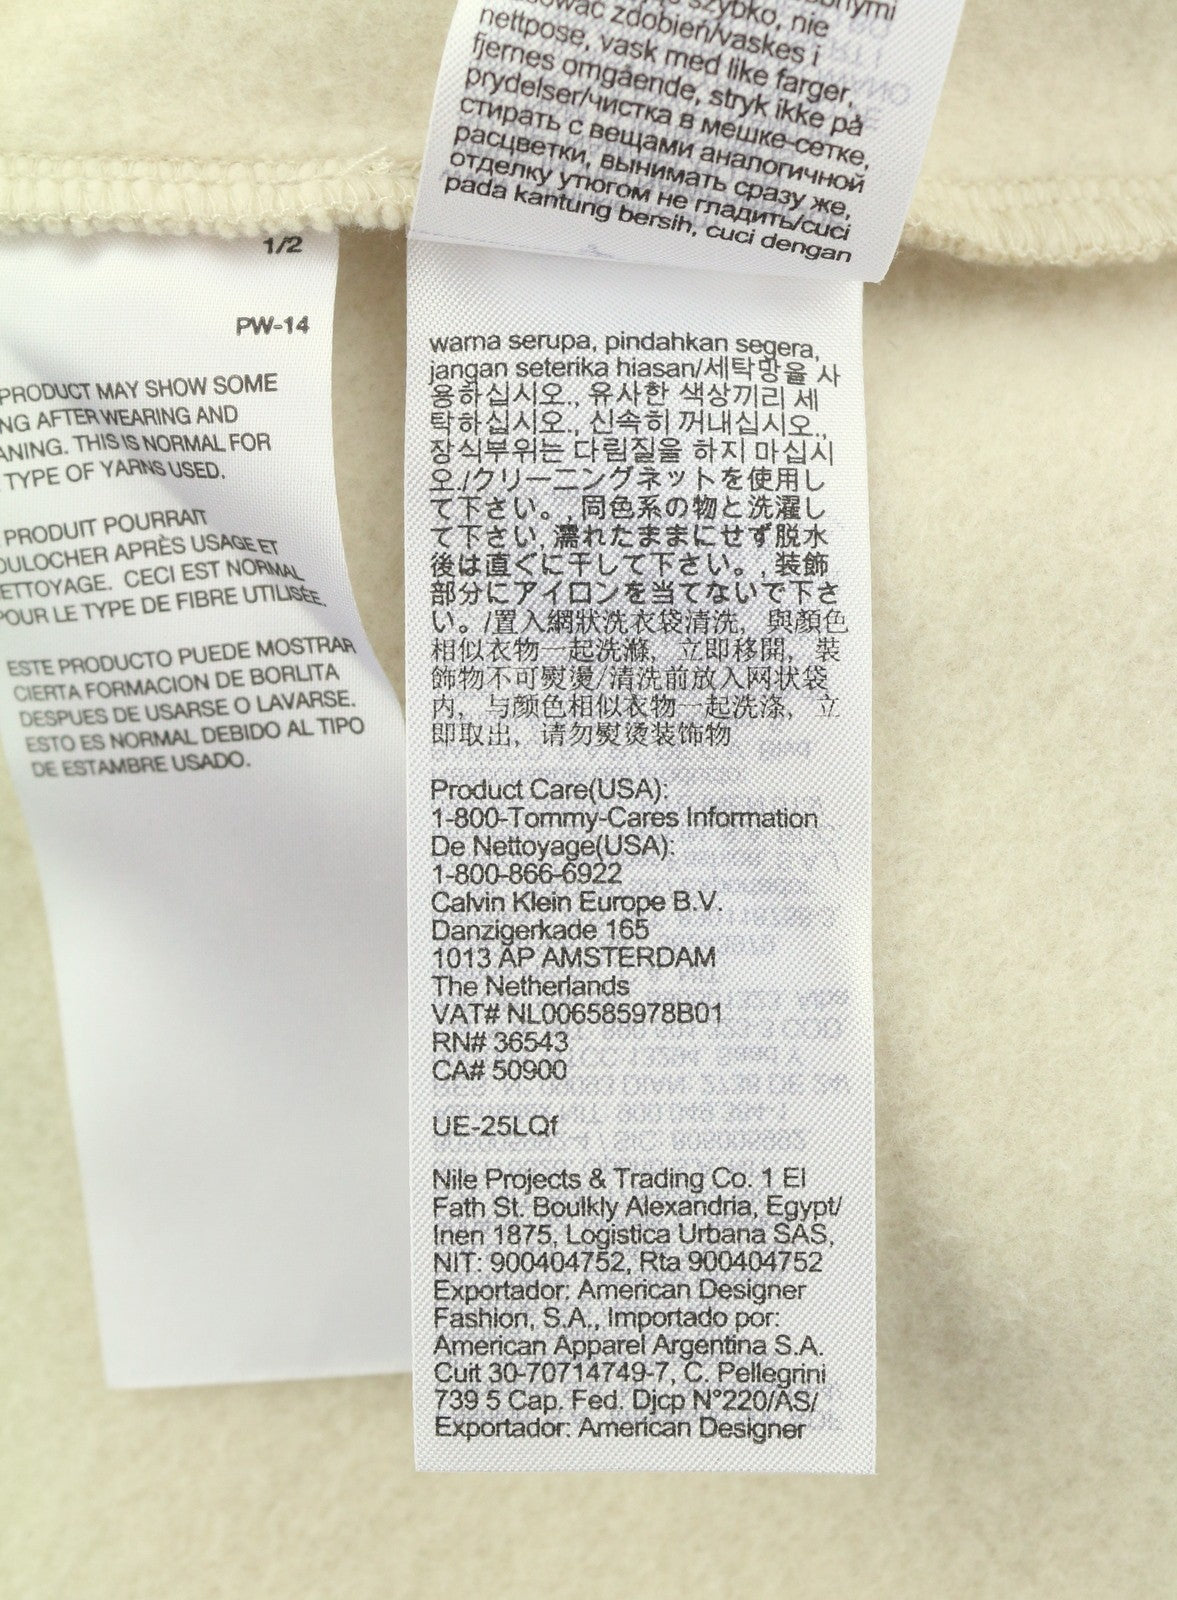 szybko, nie
zdobień/vaskes i
nettpose, vask med like farger,
fjernes omgående, stryk ikke på
prydelser/чистка в мешке-сетке,
стирать с вещами аналогичной
расцветки, вынимать сразу же,
отделку утюгом не гладить/cuci
pada kantung bersih, cuci dengan
1/2
PW-14
PRODUCT MAY SHOW SOME
NG AFTER WEARING AND
ANING. THIS IS NORMAL FOR
TYPE OF YARNS USED.
PRODUIT POURRAIT
OULOCHER APRÈS USAGE ET
ETTOYAGE. CECI EST NORMAL
POUR LE TYPE DE FIBRE UTILISÉE.
ESTE PRODUCTO PUEDE MOSTRAR
CIERTA FORMACION DE BORLITA
DESPUES DE USARSE O LAVARSE.
ESTO ES NORMAL DEBIDO AL TIPO
DE ESTAMBRE USADO.
warna serupa, pindahkan segera,
jangan seterika hiasan/세탁망을 사
용하십시오., 유사한 색상끼리 세
탁하십시오., 신속히 꺼내십시오.,
장식부위는 다림질을 하지 마십시
오./クリーニングネットを使用し
て下さい。, 同色系の物と洗濯し
て下さい, 濡れたままにせず脱水
後は直ぐに干して下さい。, 装飾
部分にアイロンを当てないで下さ
い。/置入網狀洗衣袋清洗, 與顏色
相似衣物一起洗滌, 立即移開, 裝
飾物不可熨燙/清洗前放入网状袋
内, 与颜色相似衣物一起洗涤, 立
即取出, 请勿熨烫装饰物
Product Care(USA):
1-800-Tommy-Cares Information
De Nettoyage(USA):
1-800-866-6922
Calvin Klein Europe B.V.
Danzigerkade 165
1013 AP AMSTERDAM
The Netherlands
VAT# NL006585978B01
RN# 36543
CA# 50900
UE-25LQf
Nile Projects & Trading Co. 1 El
Fath St. Boulkly Alexandria, Egypt/
Inen 1875, Logistica Urbana SAS,
NIT: 900404752, Rta 900404752
Exportador: American Designer
Fashion, S.A., Importado por:
American Apparel Argentina S.A.
Cuit 30-70714749-7, C. Pellegrini
739 5 Cap. Fed. Djcp N°220/AS/
Exportador: American Designer